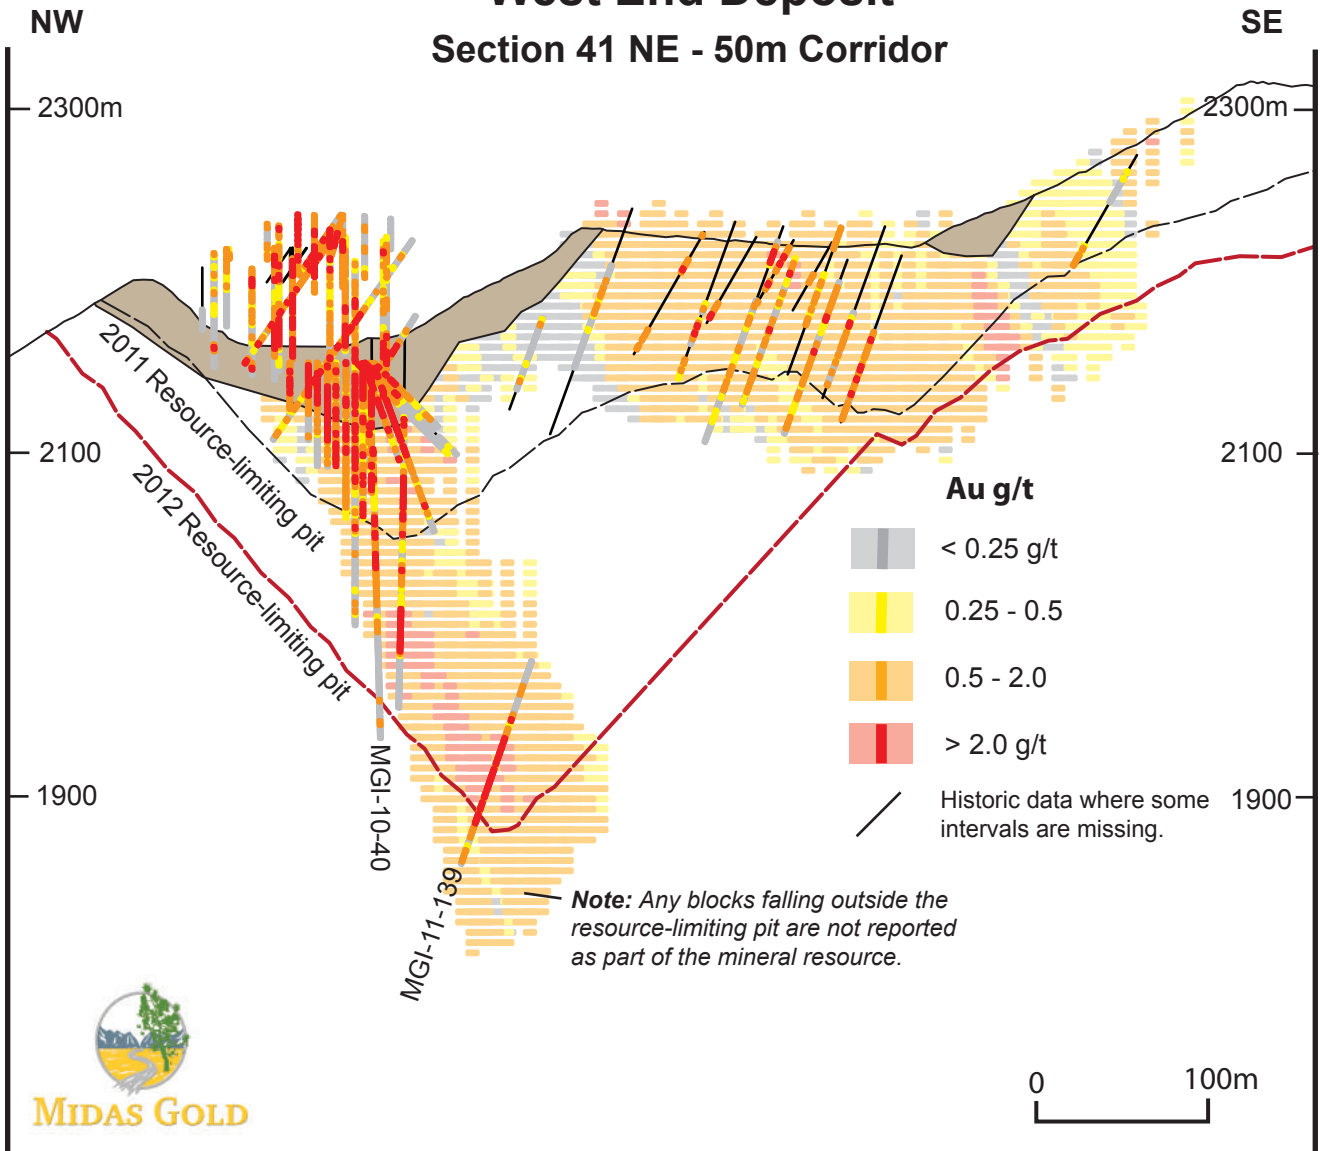 West End Deposit
NW
SE
Section 41 NE - 50m Corridor
2300m
2300m
2011 Resource-limiting pit
2100
2100
2012 Resource-limiting pit
Au g/t
< 0.25 g/t
0.25 - 0.5
0.5 - 2.0
> 2.0 g/t
Historic data where some
intervals are missing.
1900
1900
MGI-10-40
MGI-11-139
Note: Any blocks falling outside the
resource-limiting pit are not reported
as part of the mineral resource.
MIDAS GOLD
0 100m